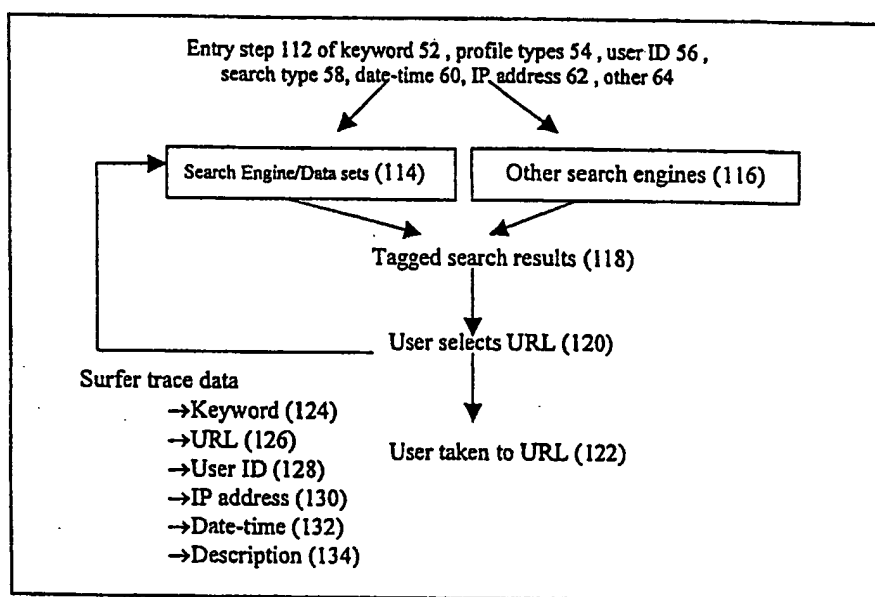 Entry step 112 of keyword 52 , profile types 54 , user ID 56 ,
search type 58, date-time 60, IP address 62 , other 64
Search Engine/Data sets (114)
Other search engines (116)
Tagged search results (118)
User selects URL (120)
Surfer trace data
→Keyword (124)
→URL (126)
→User ID (128)
→IP address (130)
→Date-time (132)
→Description (134)
User taken to URL (122)